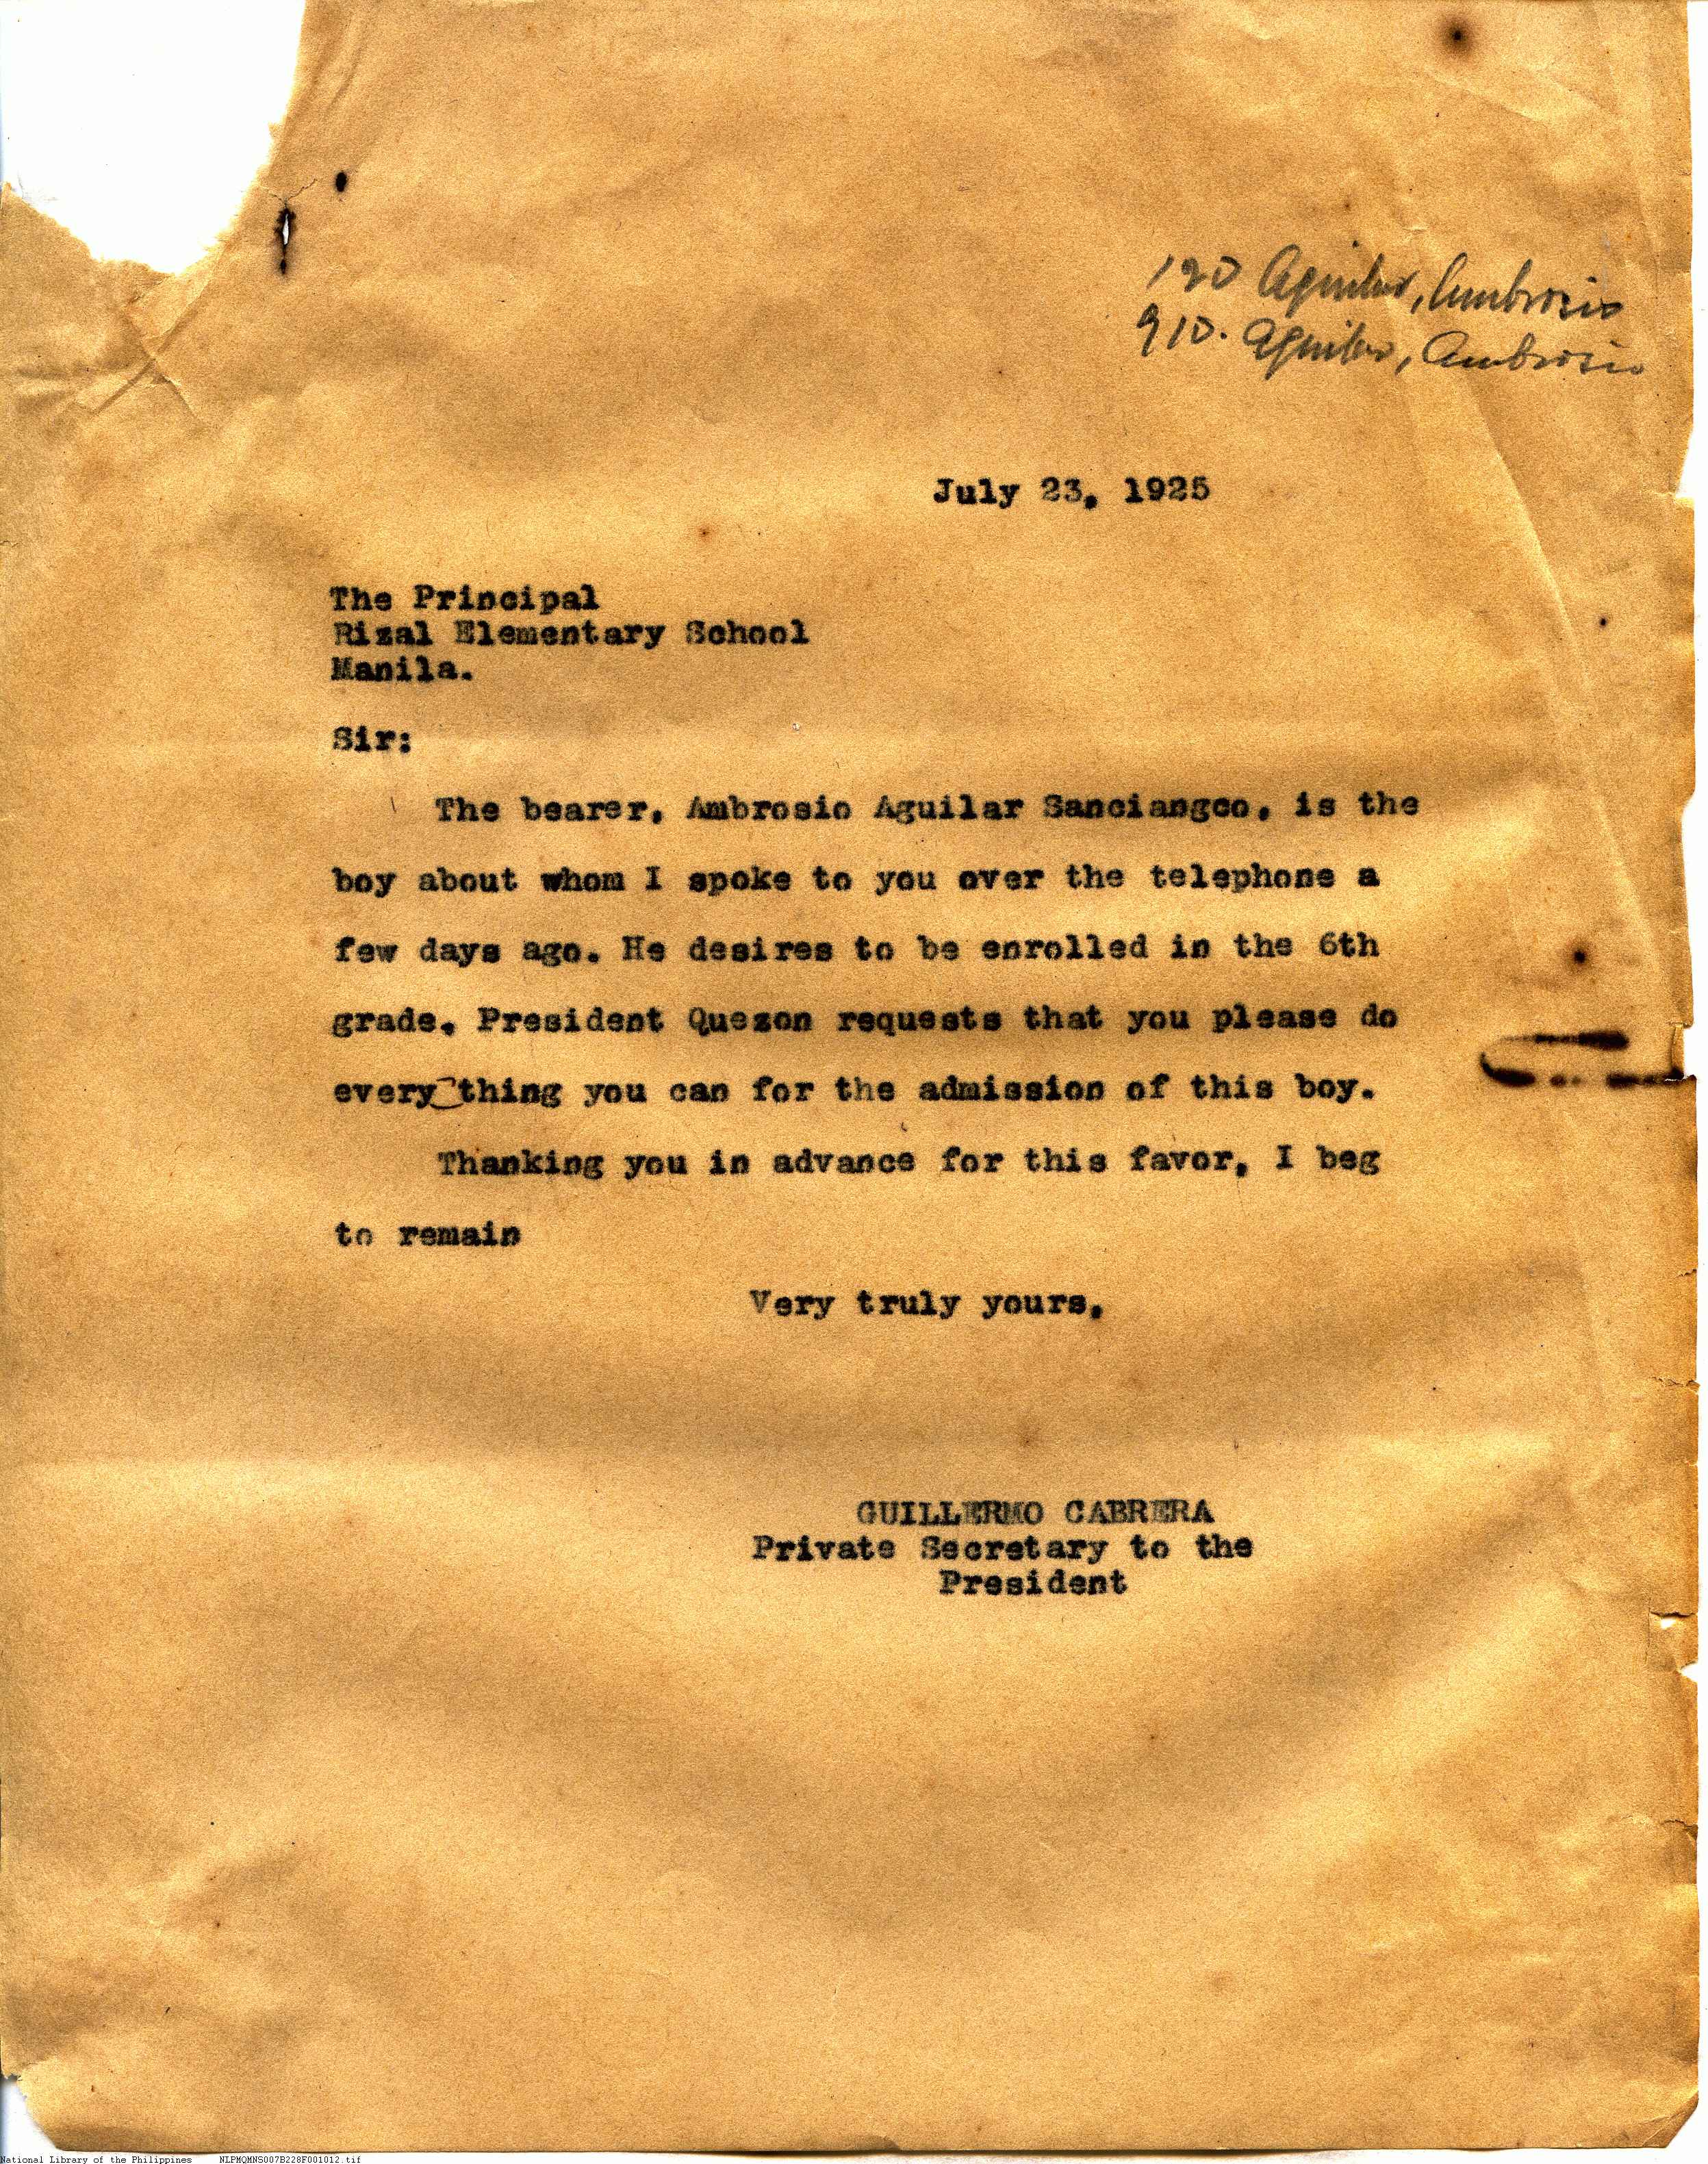 190 Aguilar, Ambrosio
910. Aguilar, Ambrosio
July 23, 1925
The Principal
Rizal Elementary School
Manila.
Sir:
The bearer, Ambrosio Aguilar Sanciangco, is the
boy about whom I spoke to you over the telephone a
few days ago. He desires to be enrolled in the 6th
grade. President Quezon requests that you please do
every thing you can for the admission of this boy.
Thanking you in advance for this favor, I beg
to remain
Very truly yours,
GUILLERMO CABRERA
Private Secretary to the
President
National Library of the Philippines NLPMQMNS007B228F001012.tif